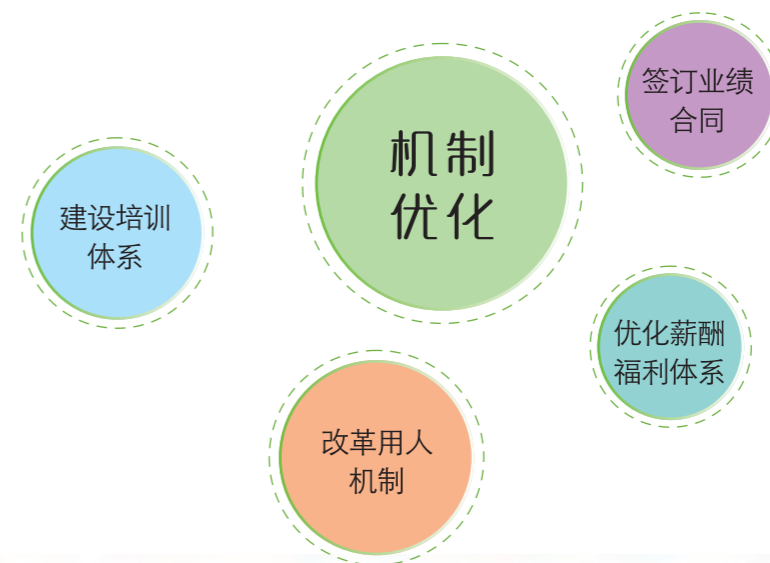 签订业绩
合同
机制
优化
建设培训
体系
优化薪酬
福利体系
改革用人
机制